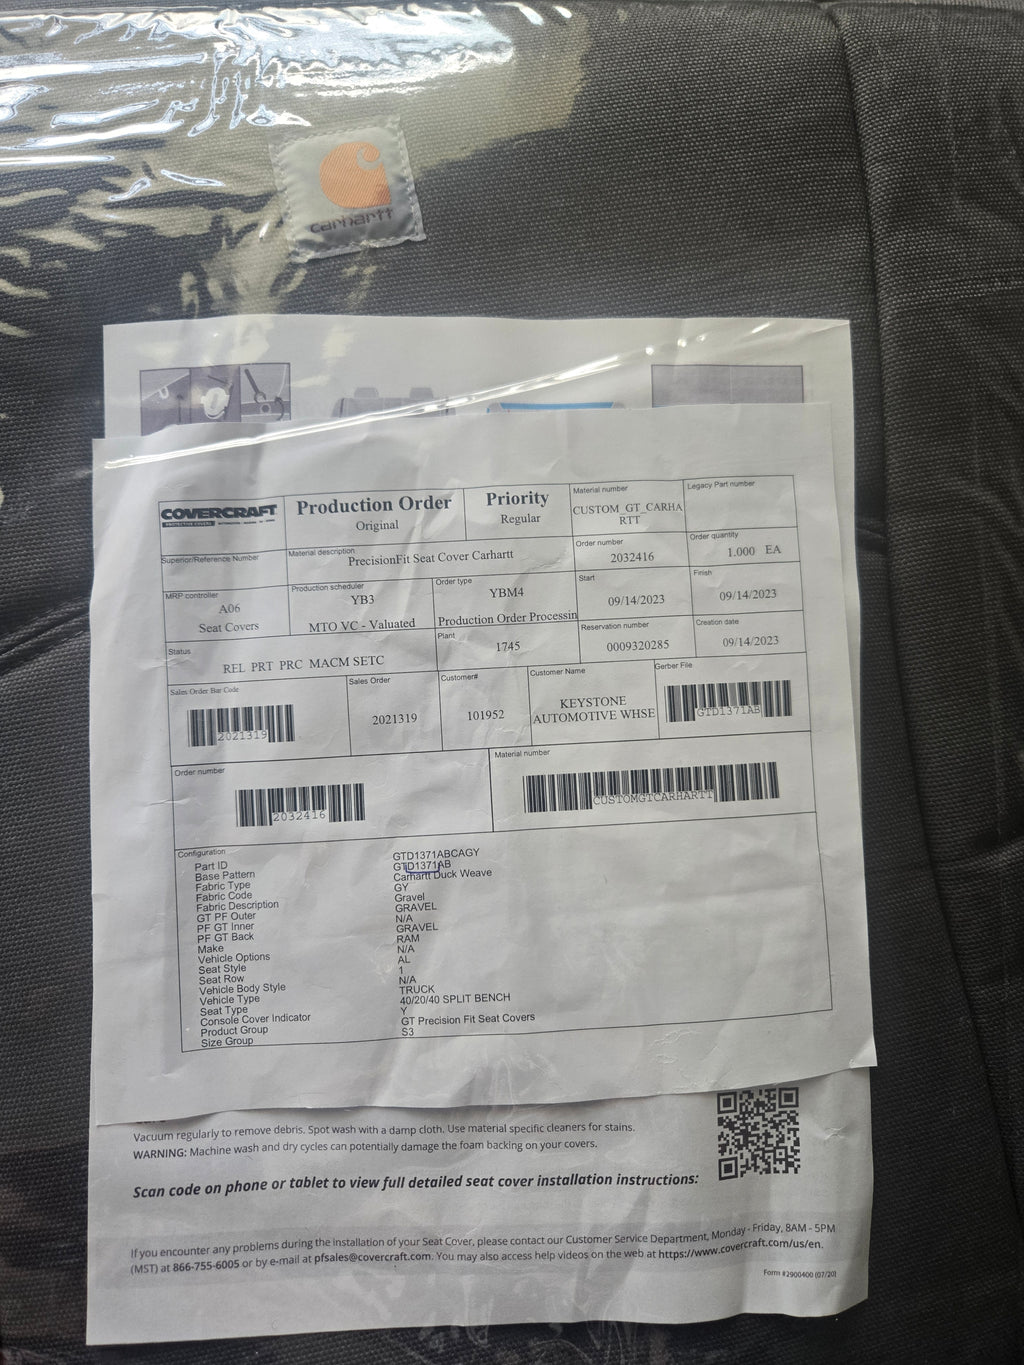 carhartt
COVERCRAFT
Production Order
Original
Priority
Regular
Material number
CUSTOM_GT_CARHA
RTT
Legacy Part number
Superior/Reference Number
Material description
PrecisionFit Seat Cover Carhartt
Order number
2032416
Order quantity
1.000 EA
MRP controller
A06
Seat Covers
Production scheduler
YB3
MTO VC - Valuated
Order type
YBM4
Production Order Processin
Start
09/14/2023
Finish
09/14/2023
Status
REL PRT PRC MACM SETC
Plant
1745
Reservation number
0009320285
Creation date
09/14/2023
Sales Order Bar Code
2021319
Sales Order
2021319
Customer#
101952
Customer Name
KEYSTONE
AUTOMOTIVE WHSE
Gerber File
GTD1371AB
Order number
2032416
Material number
CUSTOMGTCARHARTT
Configuration
Part ID GTD1371ABCAGY
Base Pattern GTD1371AB
Fabric Type Carhartt Duck Weave
Fabric Code GY
Fabric Description Gravel
GT PF Outer GRAVEL
PF GT Inner N/A
PF GT Back GRAVEL
Make RAM
Vehicle Options N/A
Seat Style AL
Seat Row 1
Vehicle Body Style N/A
Vehicle Type TRUCK
Seat Type 40/20/40 SPLIT BENCH
Console Cover Indicator Y
Product Group GT Precision Fit Seat Covers
Size Group S3
Vacuum regularly to remove debris. Spot wash with a damp cloth. Use material specific cleaners for stains.
WARNING: Machine wash and dry cycles can potentially damage the foam backing on your covers.
Scan code on phone or tablet to view full detailed seat cover installation instructions:
If you encounter any problems during the installation of your Seat Cover, please contact our Customer Service Department, Monday - Friday, 8AM - 5PM
(MST) at 866-755-6005 or by e-mail at pfsales@covercraft.com. You may also access help videos on the web at https://www.covercraft.com/us/en.
Form #2900400 (07/20)